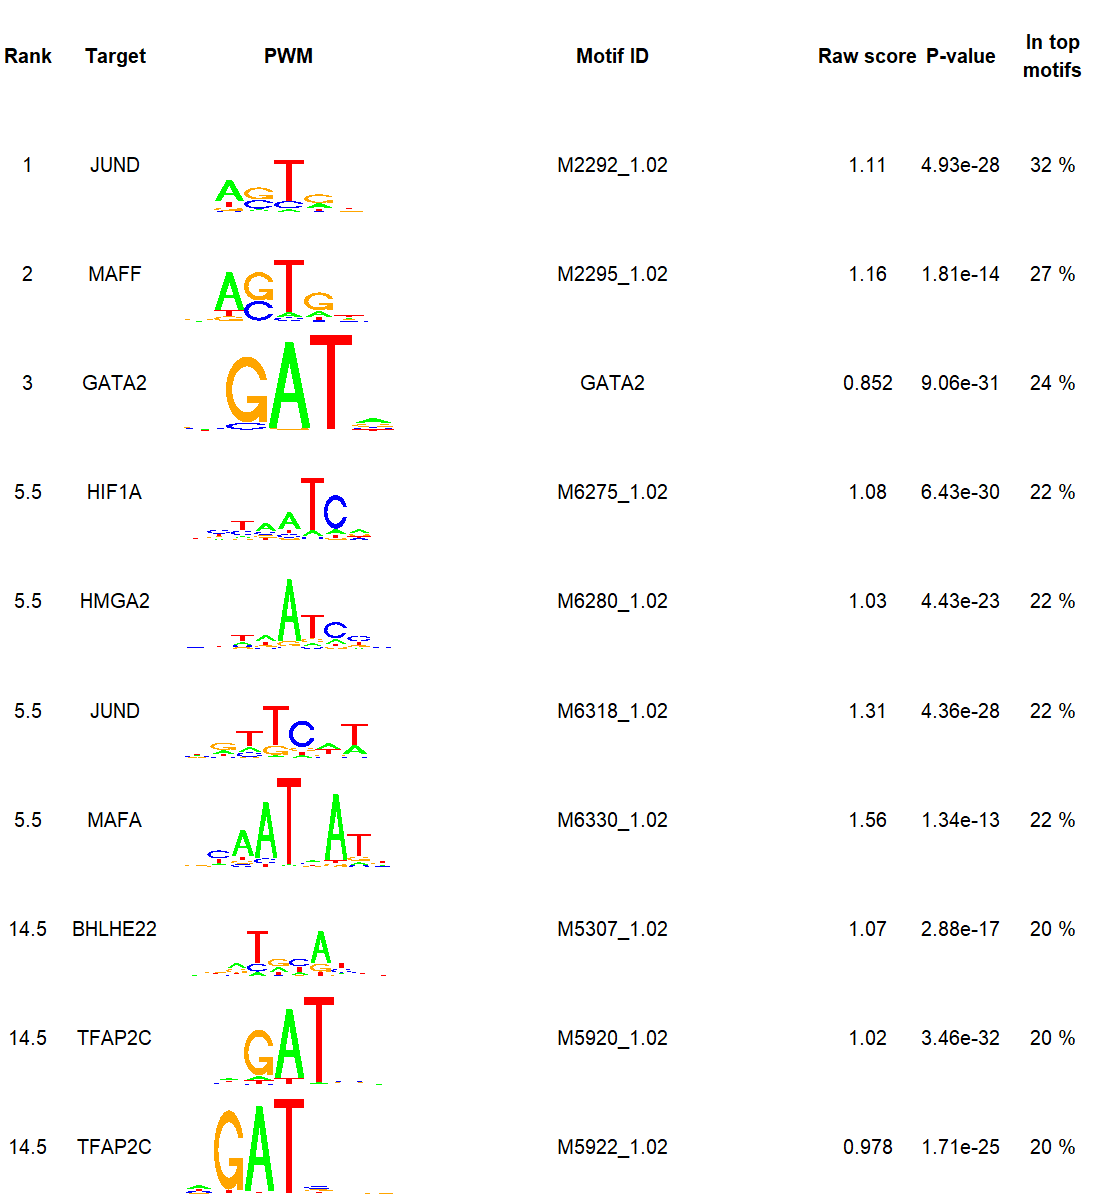 Rank Target PWM Motif ID Raw score P-value In top motifs
1 JUND M2292_1.02 1.11 4.93e-28 32 %
2 MAFF M2295_1.02 1.16 1.81e-14 27 %
3 GATA2 GAT GATA2 0.852 9.06e-31 24 %
5.5 HIF1A M6275_1.02 1.08 6.43e-30 22 %
5.5 HMGA2 M6280_1.02 1.03 4.43e-23 22 %
5.5 JUND M6318_1.02 1.31 4.36e-28 22 %
5.5 MAFA M6330_1.02 1.56 1.34e-13 22 %
14.5 BHLHE22 M5307_1.02 1.07 2.88e-17 20 %
14.5 TFAP2C GAT M5920_1.02 1.02 3.46e-32 20 %
14.5 TFAP2C GAT M5922_1.02 0.978 1.71e-25 20 %